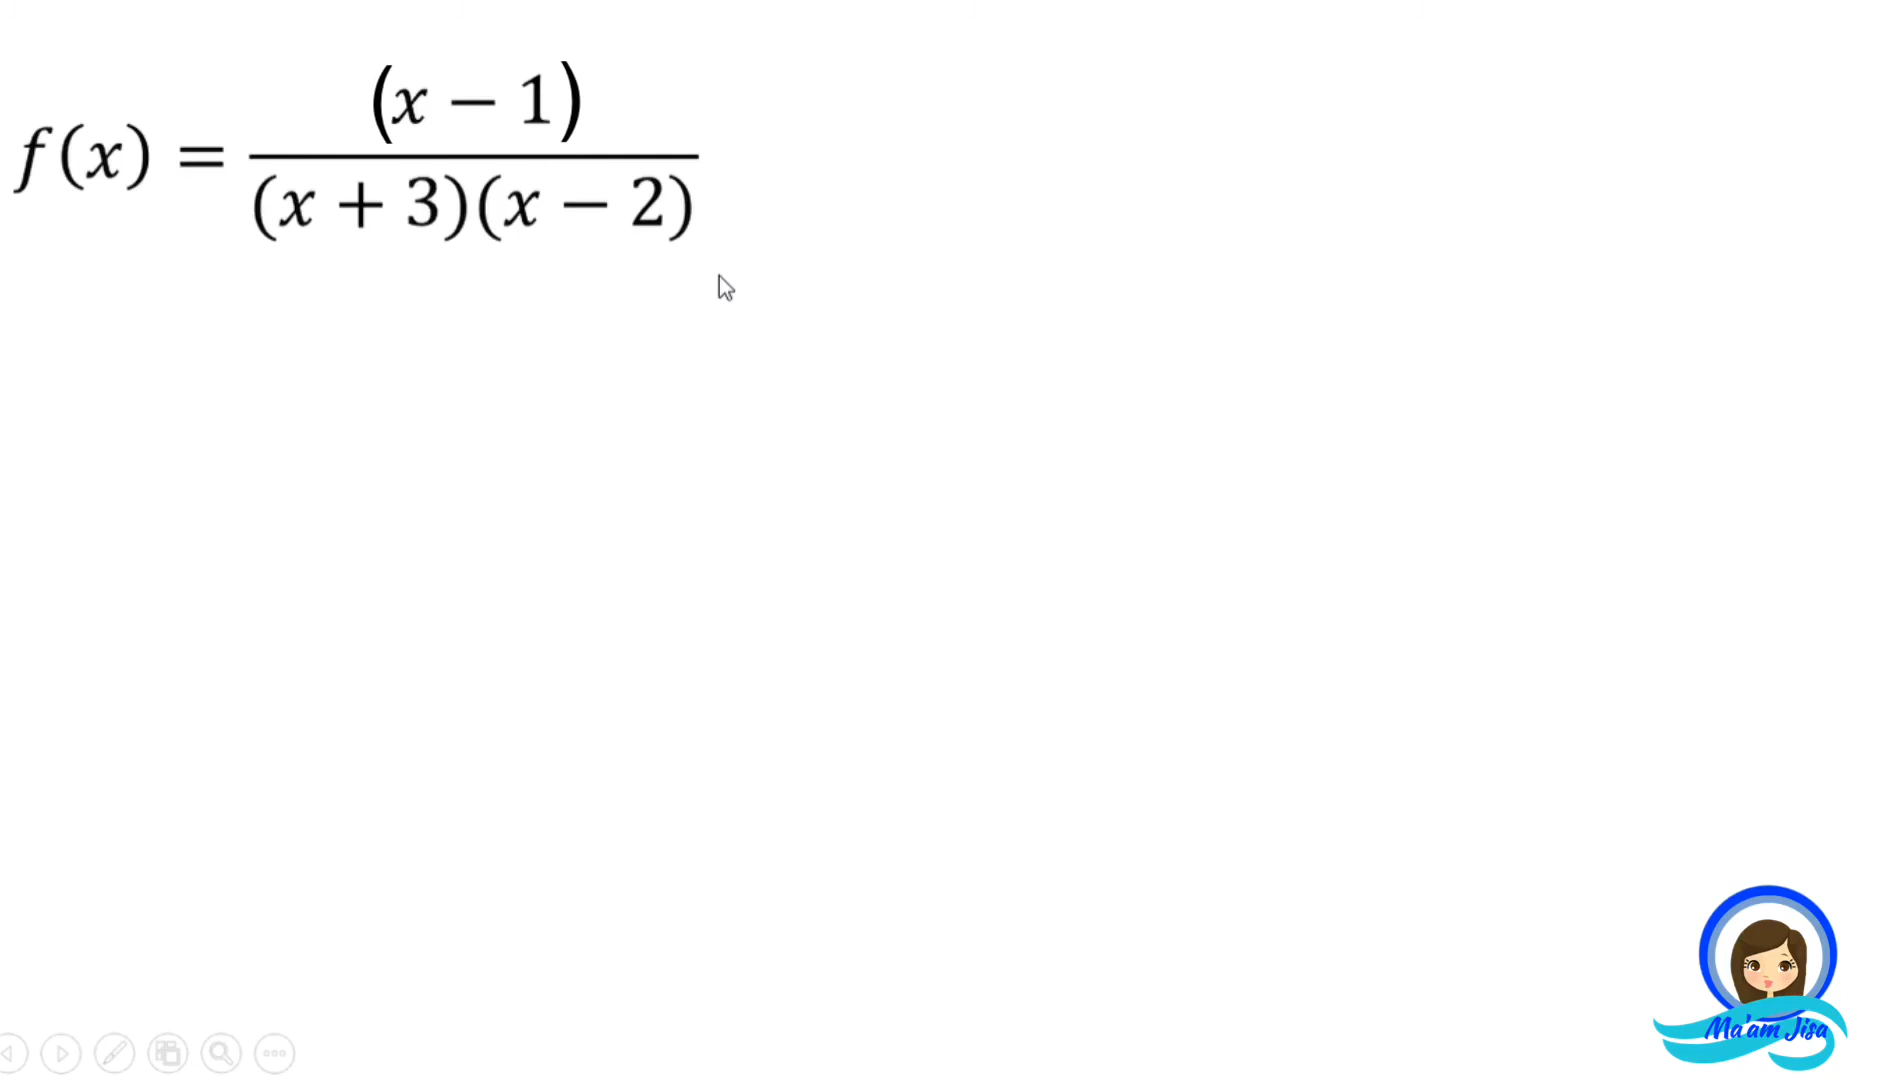 f(x) = (x − 1) / (x + 3)(x − 2)
Ma'am Jisa